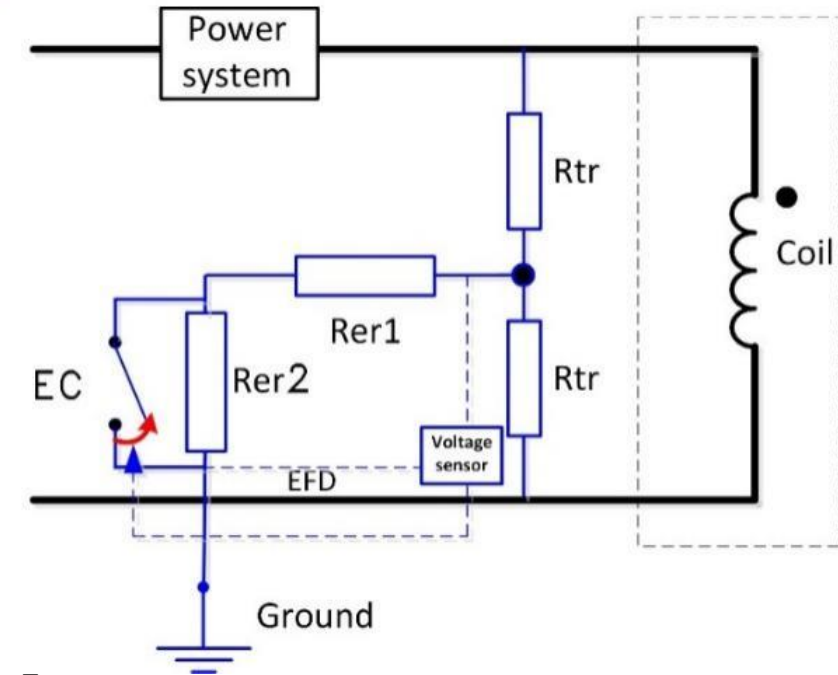 Power
system
Rtr
Coil
Rer1
EC
Rer2
Rtr
Voltage
sensor
EFD
Ground